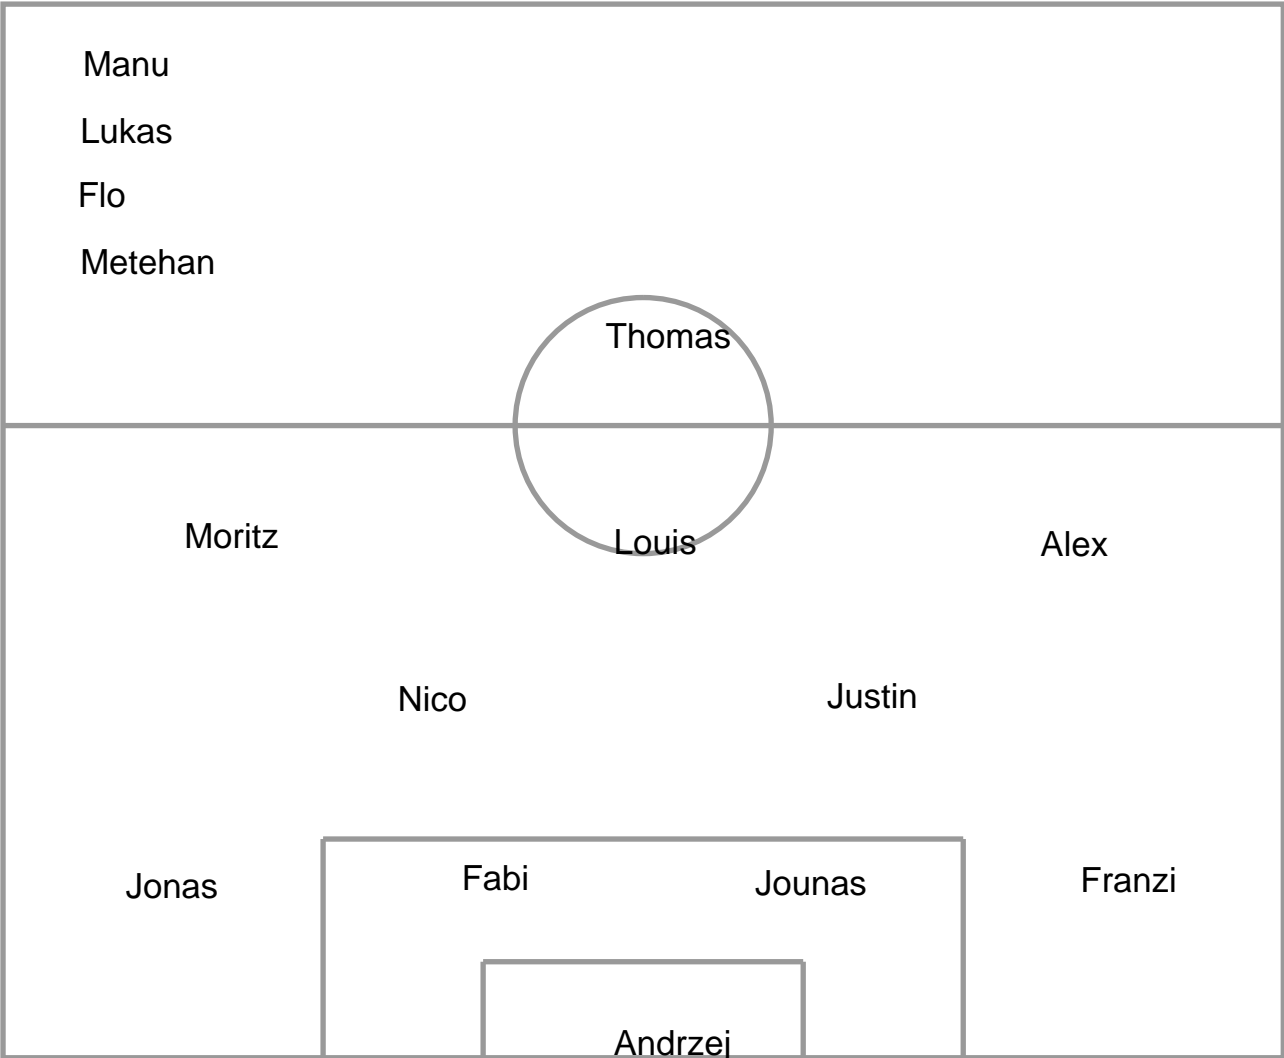 Manu
Lukas
Flo
Metehan
Thomas
Moritz Louis Alex
Nico Justin
Jonas Fabi Jounas Franzi
Andrzej